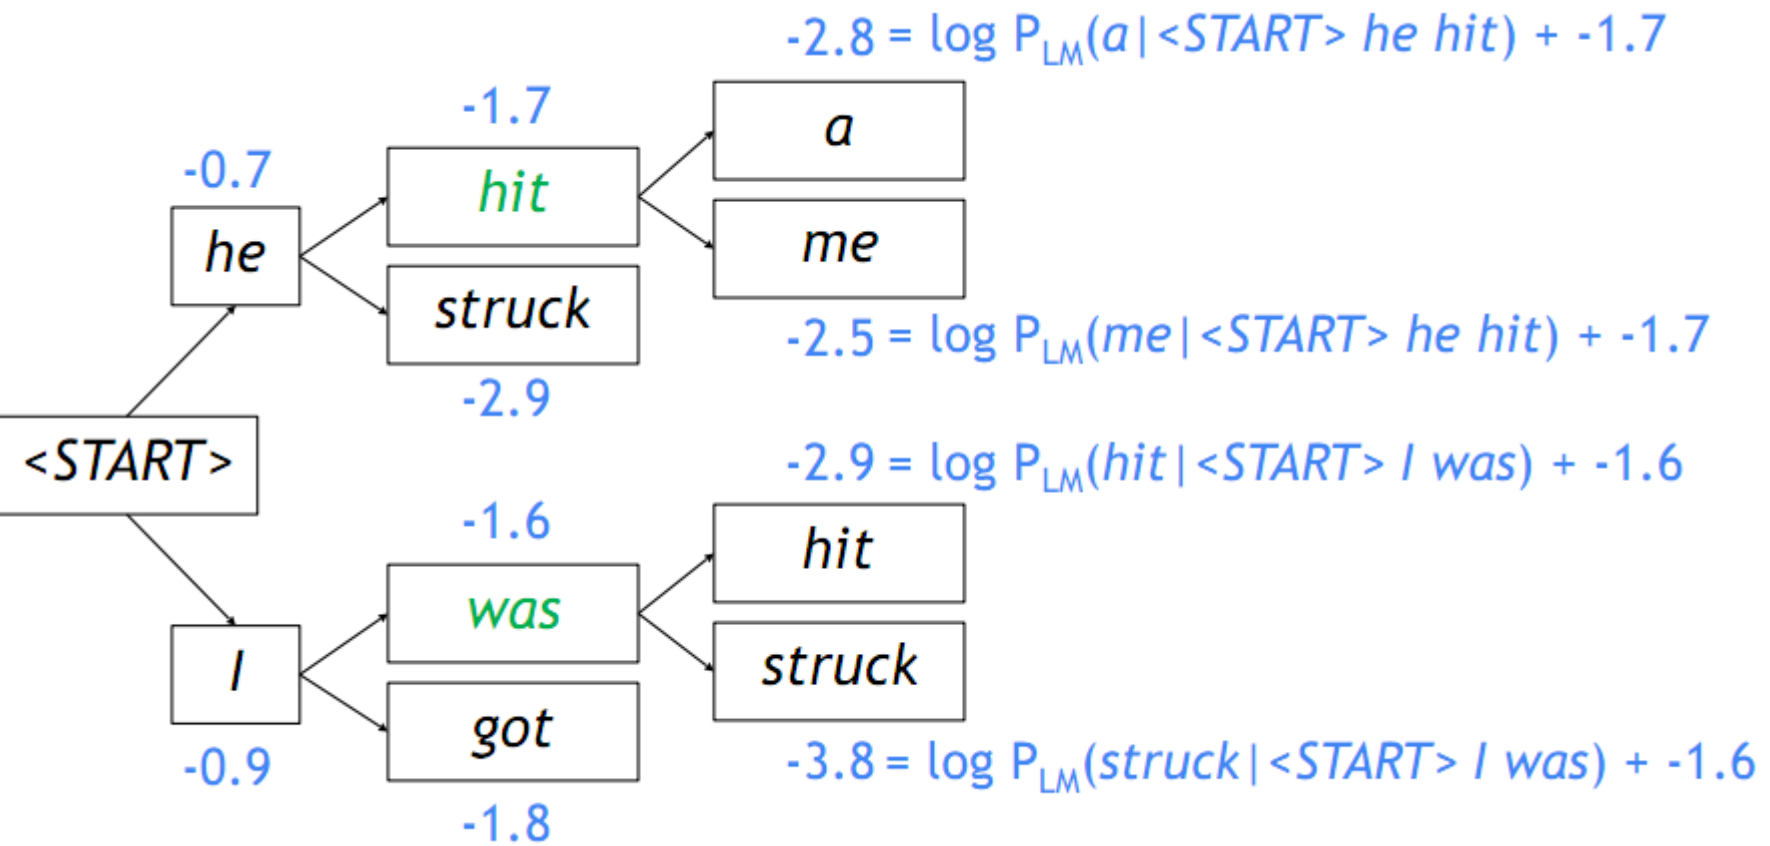 -2.8 = log P_LM(a|<START> he hit) + -1.7
-1.7
a
-0.7
hit
he
me
struck
-2.5 = log P_LM(me|<START> he hit) + -1.7
-2.9
<START>
-2.9 = log P_LM(hit|<START> I was) + -1.6
-1.6
hit
was
I
struck
got
-0.9
-3.8 = log P_LM(struck|<START> I was) + -1.6
-1.8